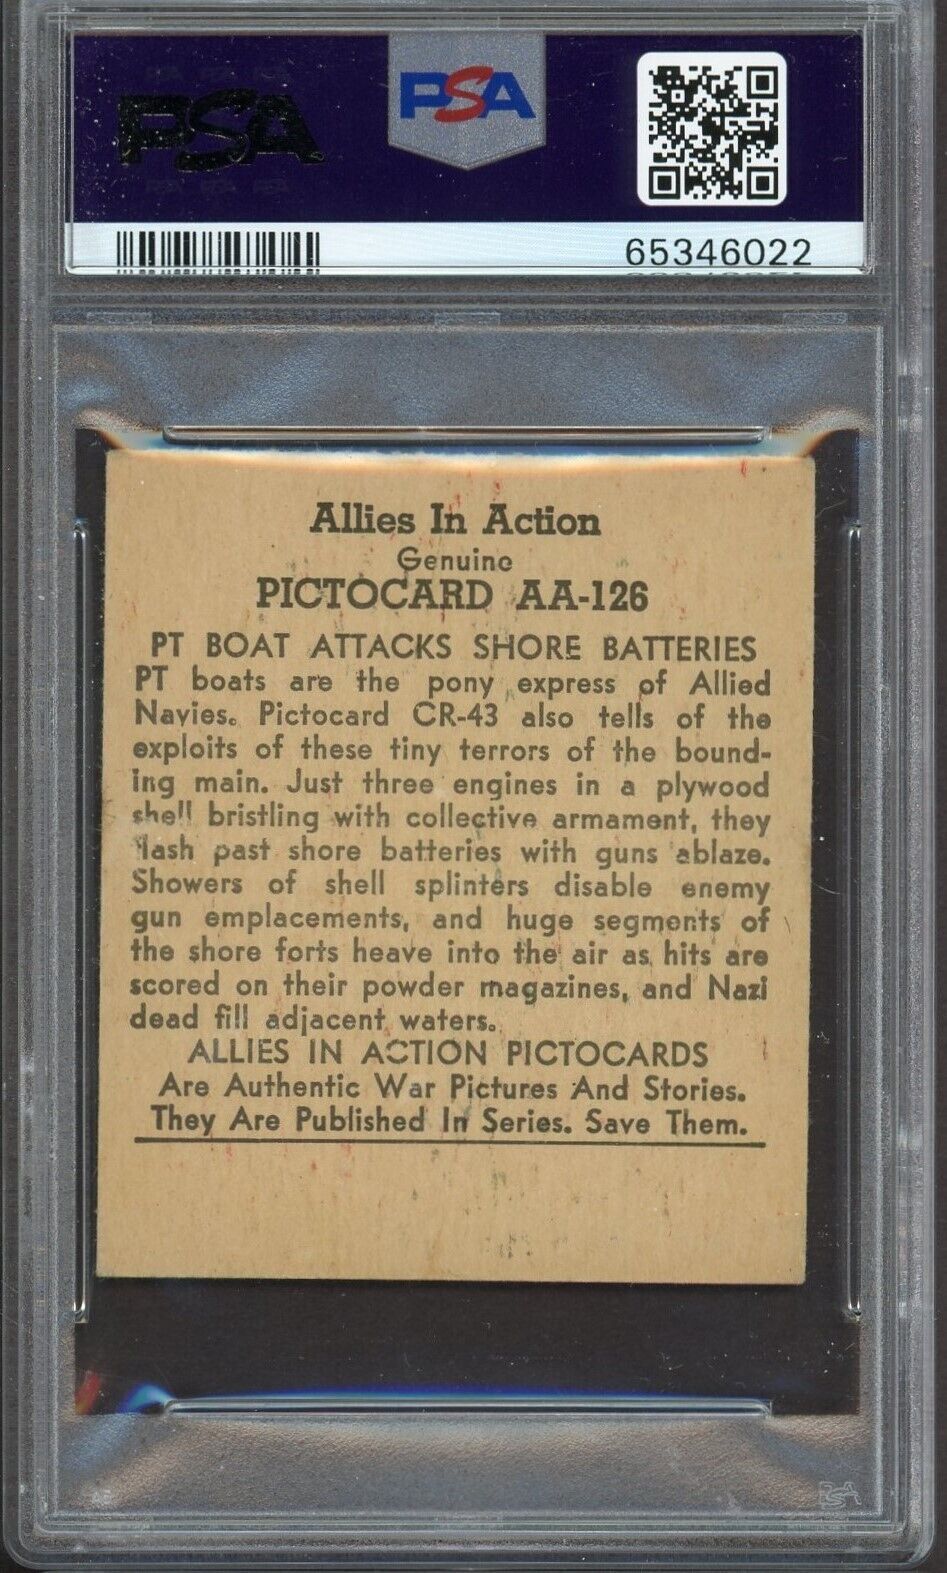 PSA
PSA
65346022
Allies In Action
Genuine
PICTOCARD AA-126
PT BOAT ATTACKS SHORE BATTERIES
PT boats are the pony express of Allied
Navies. Pictocard CR-43 also tells of the
exploits of these tiny terrors of the bound-
ing main. Just three engines in a plywood
shell bristling with collective armament, they
lash past shore batteries with guns ablaze.
Showers of shell splinters disable enemy
gun emplacements, and huge segments of
the shore forts heave into the air as hits are
scored on their powder magazines, and Nazi
dead fill adjacent waters.
ALLIES IN ACTION PICTOCARDS
Are Authentic War Pictures And Stories.
They Are Published In Series. Save Them.
PSA